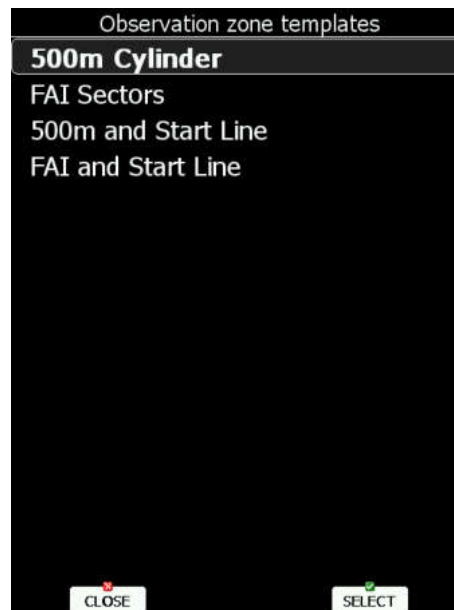 Observation zone templates
500m Cylinder
FAI Sectors
500m and Start Line
FAI and Start Line
CLOSE
SELECT